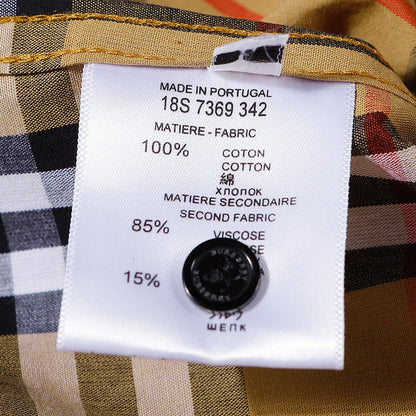 MADE IN PORTUGAL
18S 7369 342
MATIERE - FABRIC
100% COTON
COTTON
綿
ХЛОПОК
MATIERE SECONDAIRE
SECOND FABRIC
85% VISCOSE
15%
ШЕЛК